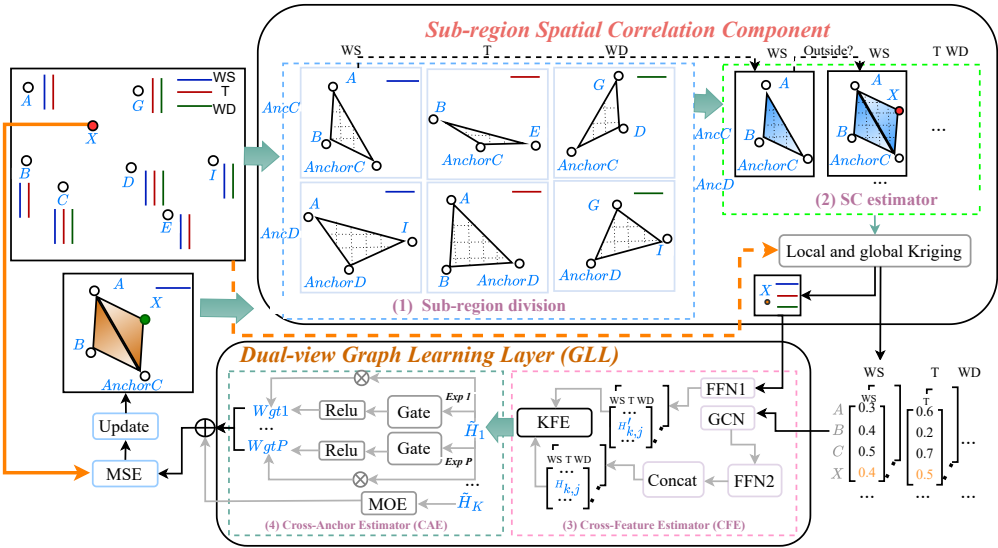 Sub-region Spatial Correlation Component
WS
T
WD
WS
Outside?
WS
T WD
A
G
WS
T
WD
X
B
C
D
E
I
AncC
AncD
A
B
AnchorC
B
E
AnchorC
G
D
AnchorC
A
I
AnchorD
A
B
AnchorD
G
I
AnchorD
(1) Sub-region division
AncC
AncD
A
B
AnchorC
A
X
B
AnchorC
...
...
(2) SC estimator
Local and global Kriging
X
A
X
B
AnchorC
Update
MSE
Dual-view Graph Learning Layer (GLL)
Wgt1
Relu
Gate
Exp 1
H̃1
...
...
WgtP
Relu
Gate
Exp P
...
MOE
H̃K
(4) Cross-Anchor Estimator (CAE)
KFE
WS T WD
...
H'k,j
...
WS T WD
...
Hk,j
...
FFN1
GCN
FFN2
Concat
(3) Cross-Feature Estimator (CFE)
WS
T
WD
WS
T
A 0.3 0.6
B 0.4 0.2
C 0.5 0.7
X 0.4 0.5
...
... ... ...